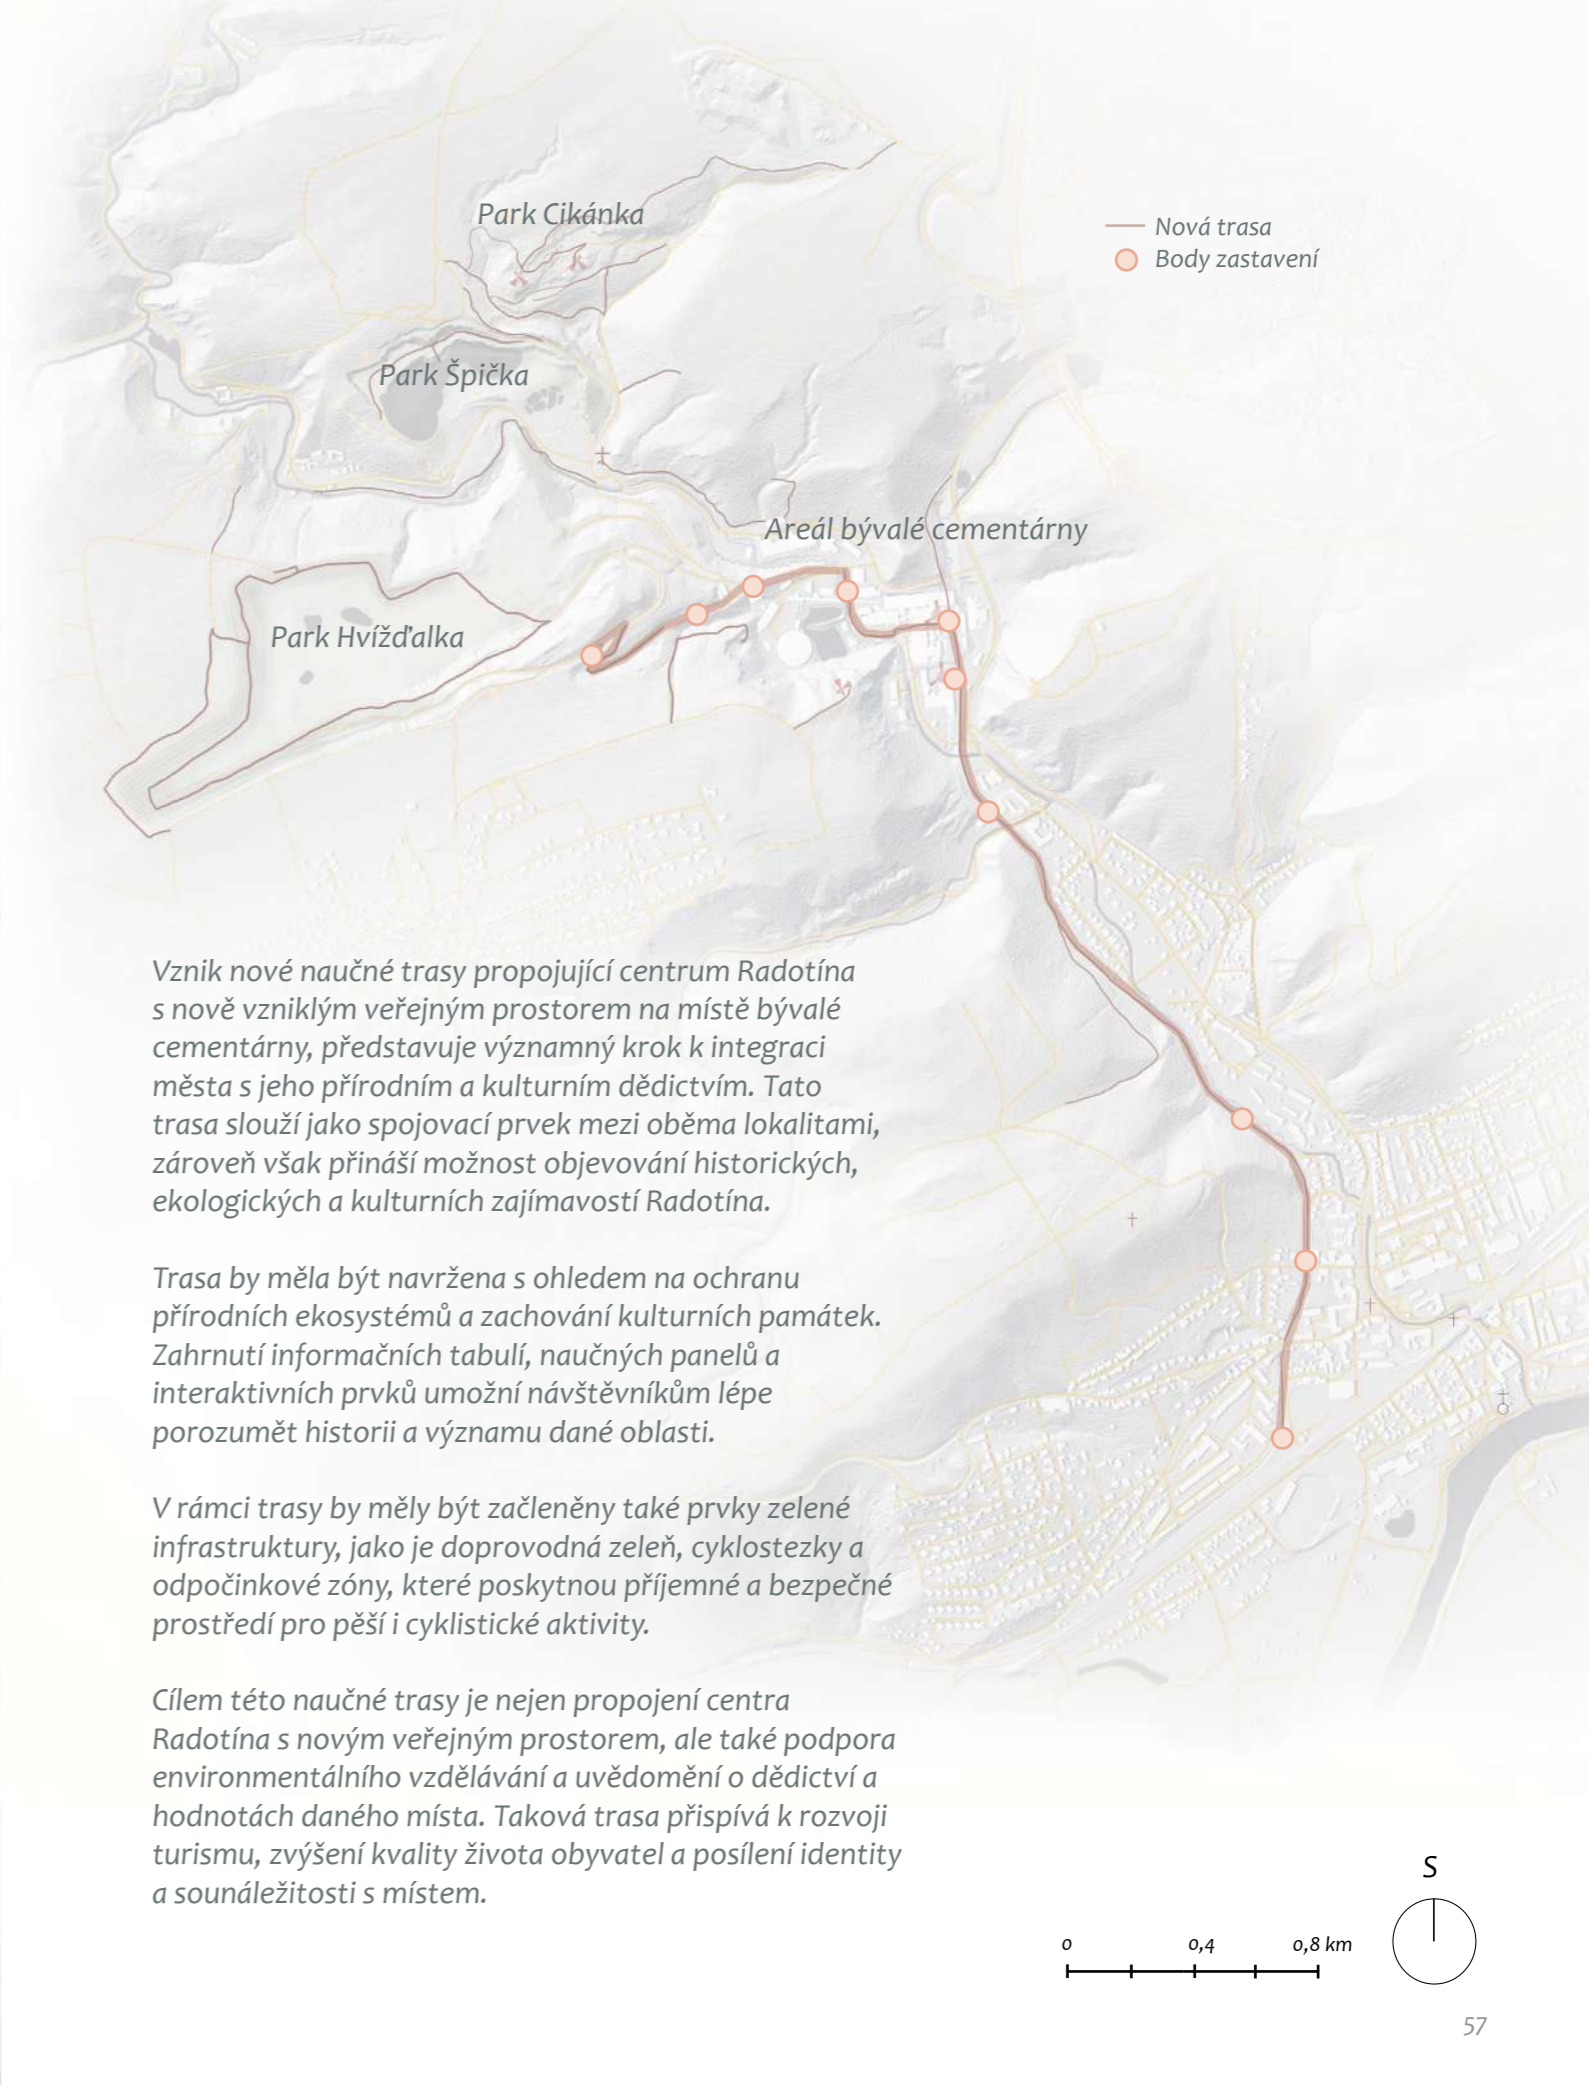 Park Cikánka
Nová trasa
Body zastavení
Park Špička
Areál bývalé cementárny
Park Hvížďalka
Vznik nové naučné trasy propojující centrum Radotína
s nově vzniklým veřejným prostorem na místě bývalé
cementárny, představuje významný krok k integraci
města s jeho přírodním a kulturním dědictvím. Tato
trasa slouží jako spojovací prvek mezi oběma lokalitami,
zároveň však přináší možnost objevování historických,
ekologických a kulturních zajímavostí Radotína.
Trasa by měla být navržena s ohledem na ochranu
přírodních ekosystémů a zachování kulturních památek.
Zahrnutí informačních tabulí, naučných panelů a
interaktivních prvků umožní návštěvníkům lépe
porozumět historii a významu dané oblasti.
V rámci trasy by měly být začleněny také prvky zelené
infrastruktury, jako je doprovodná zeleň, cyklostezky a
odpočinkové zóny, které poskytnou příjemné a bezpečné
prostředí pro pěší i cyklistické aktivity.
Cílem této naučné trasy je nejen propojení centra
Radotína s novým veřejným prostorem, ale také podpora
environmentálního vzdělávání a uvědomění o dědictví a
hodnotách daného místa. Taková trasa přispívá k rozvoji
turismu, zvýšení kvality života obyvatel a posílení identity
a sounáležitosti s místem.
S
0 0,4 0,8 km
57